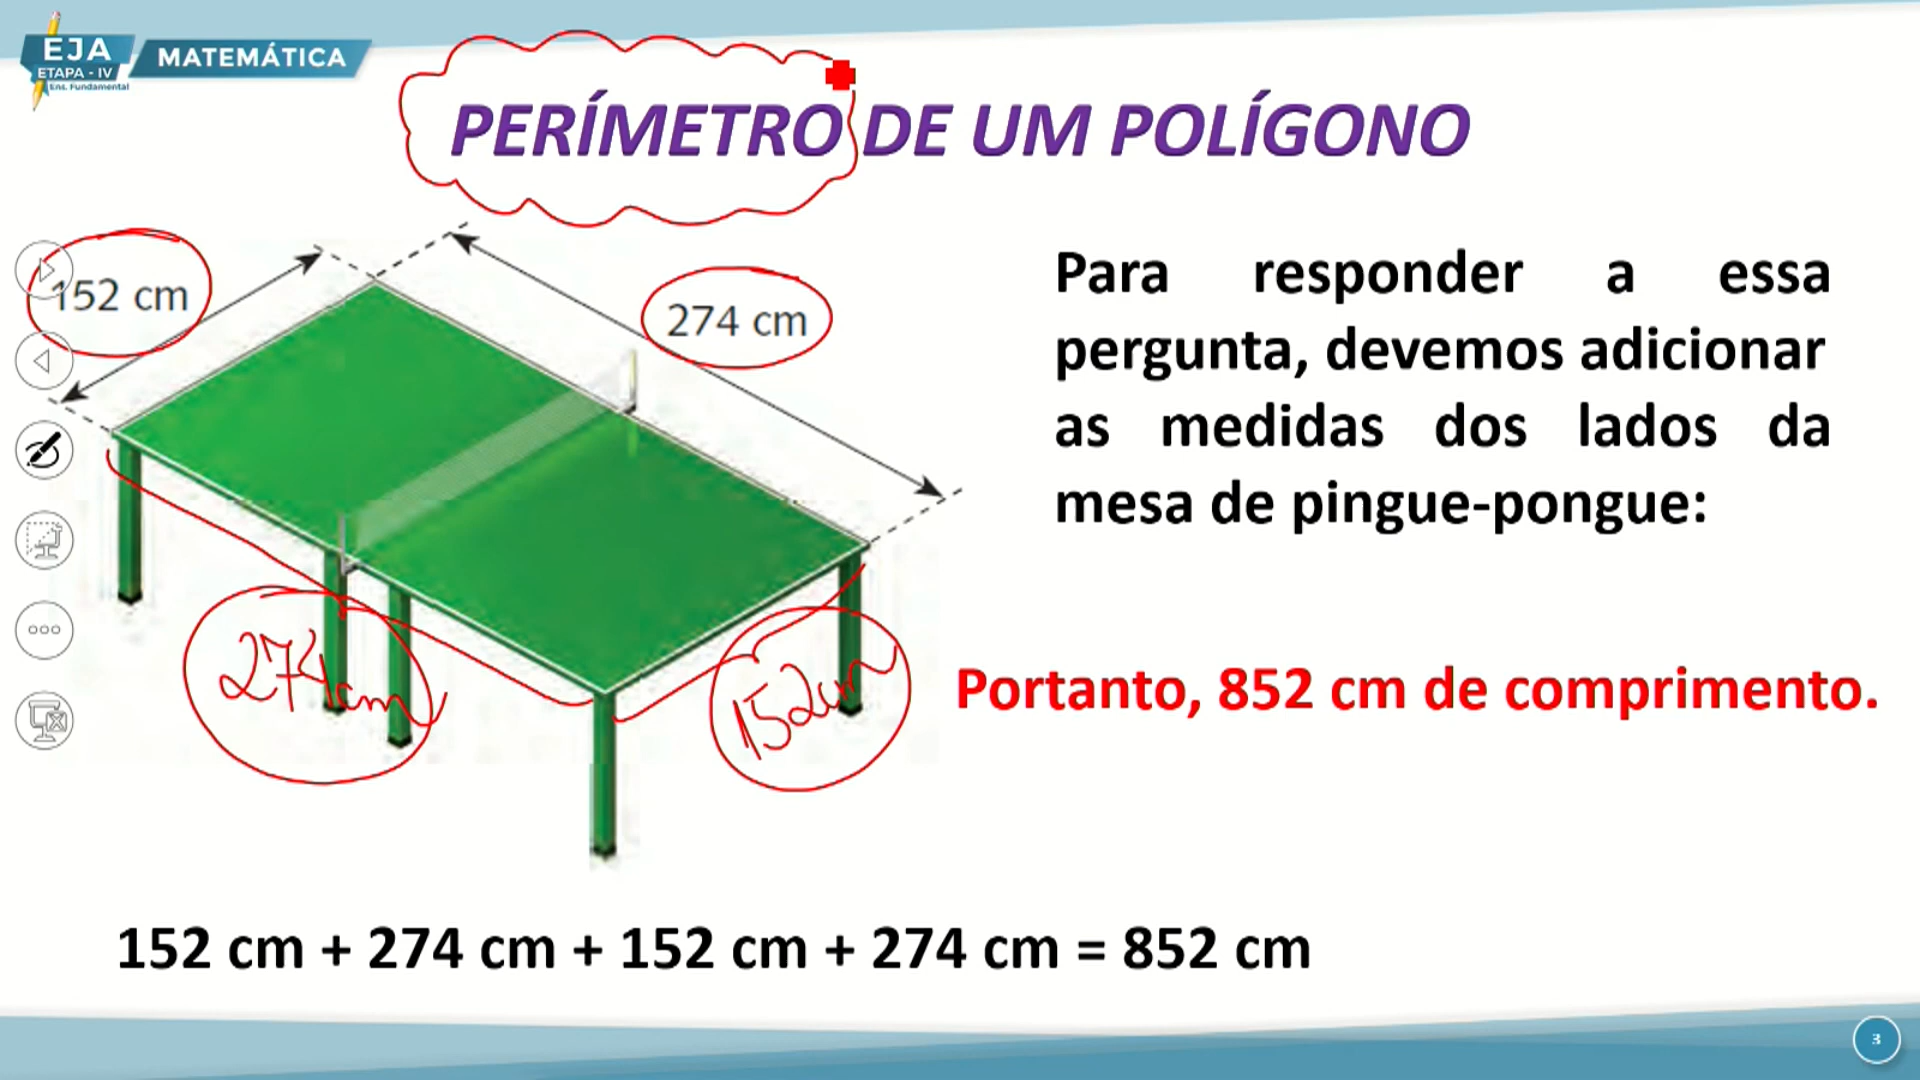 EJA
ETAPA - IV
Ens. Fundamental
MATEMÁTICA
PERÍMETRO DE UM POLÍGONO
152 cm
274 cm
Para responder a essa
pergunta, devemos adicionar
as medidas dos lados da
mesa de pingue-pongue:
274cm
152cm
Portanto, 852 cm de comprimento.
152 cm + 274 cm + 152 cm + 274 cm = 852 cm
3